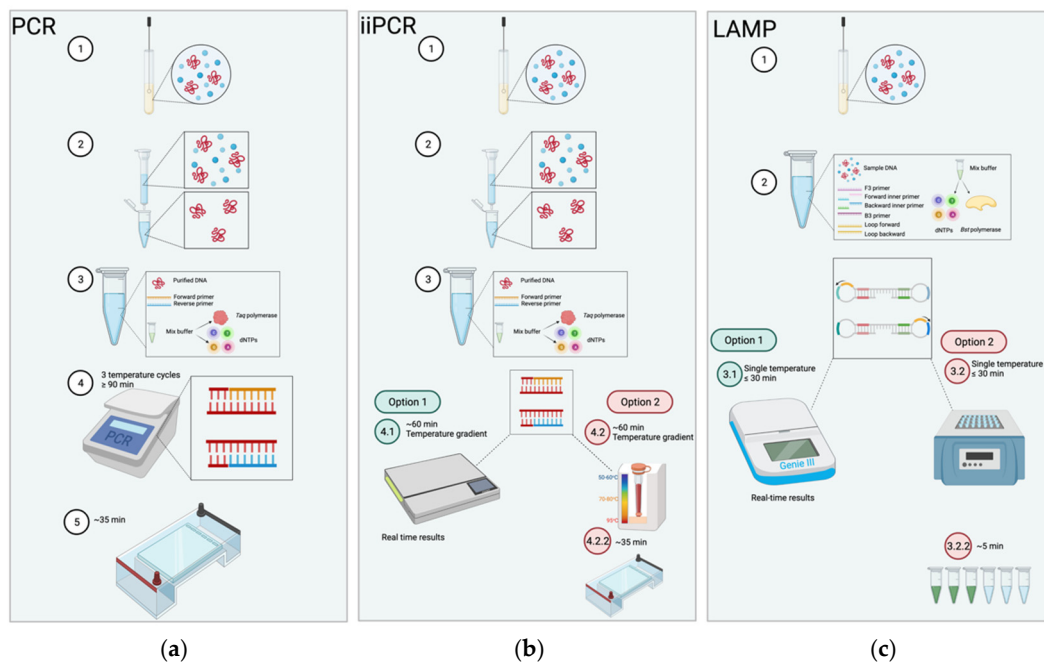 PCR
1
2
3
Purified DNA
Forward primer
Reverse primer
Taq polymerase
Mix buffer
dNTPs
4
3 temperature cycles
≥ 90 min
PCR
5
~35 min
(a)
iiPCR
1
2
3
Purified DNA
Forward primer
Reverse primer
Taq polymerase
Mix buffer
dNTPs
Option 1
4.1
~60 min
Temperature gradient
Real time results
Option 2
4.2
~60 min
Temperature gradient
50-60°C
70-80°C
95°C
4.2.2
~35 min
(b)
LAMP
1
2
Sample DNA
F3 primer
Forward inner primer
Backward inner primer
B3 primer
Loop forward
Loop backward
Mix buffer
dNTPs
Bst polymerase
Option 1
3.1
Single temperature
≤ 30 min
Genie III
Real-time results
Option 2
3.2
Single temperature
≤ 30 min
3.2.2
~5 min
(c)